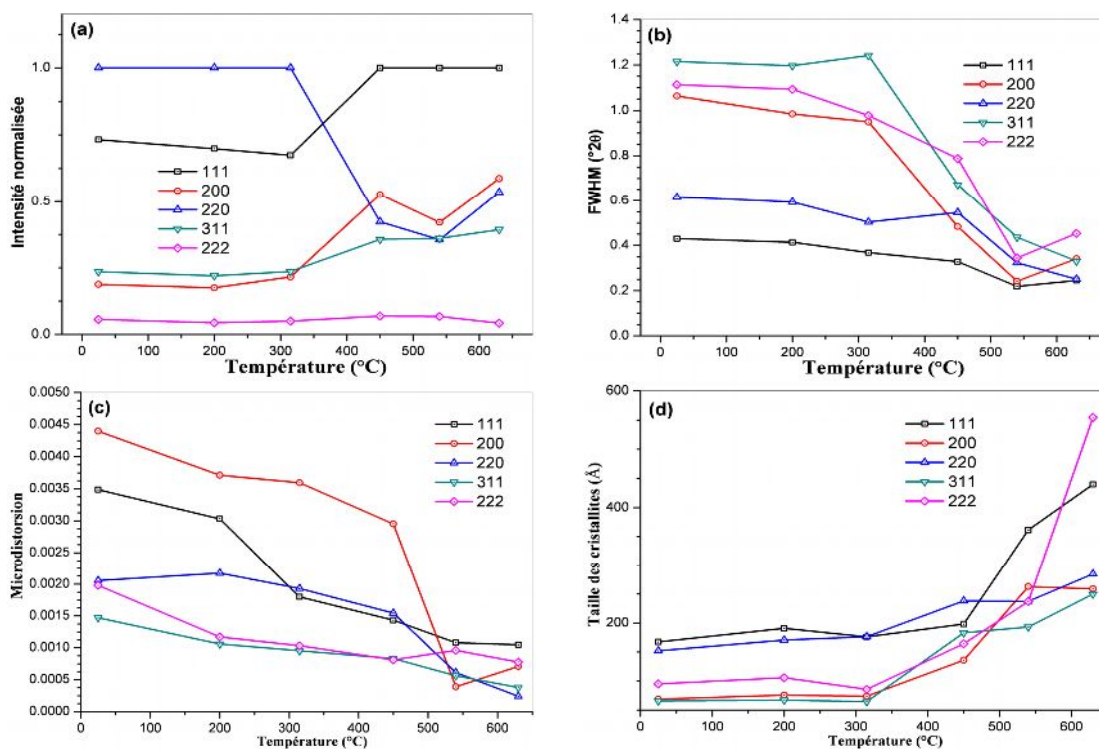 (a)
Intensité normalisée
1.0
0.5
0.0
111
200
220
311
222
0 100 200 300 400 500 600
Température (°C)
(b)
FWHM (°2θ)
1.4
1.2
1.0
0.8
0.6
0.4
0.2
0.0
111
200
220
311
222
0 100 200 300 400 500 600
Température (°C)
(c)
Microdistorsion
0.0050
0.0045
0.0040
0.0035
0.0030
0.0025
0.0020
0.0015
0.0010
0.0005
0.0000
111
200
220
311
222
0 100 200 300 400 500 600
Température (°C)
(d)
Taille des cristallites (Å)
600
400
200
111
200
220
311
222
0 100 200 300 400 500 600
Température (°C)